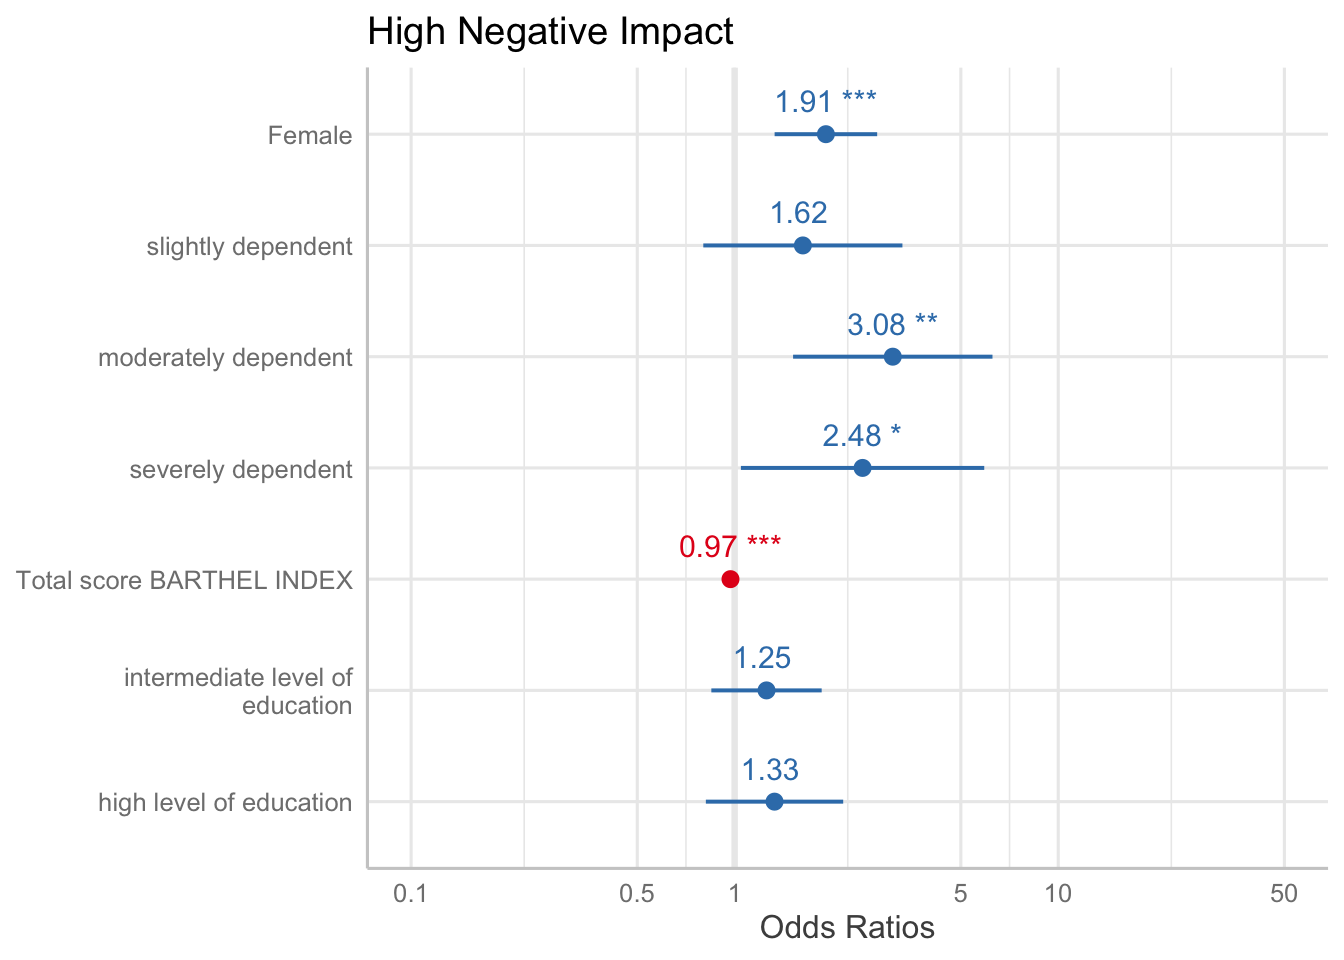 High Negative Impact
Female
1.91 ***
slightly dependent
1.62
moderately dependent
3.08 **
severely dependent
2.48 *
Total score BARTHEL INDEX
0.97 ***
intermediate level of
education
1.25
high level of education
1.33
0.1 0.5 1 5 10 50
Odds Ratios